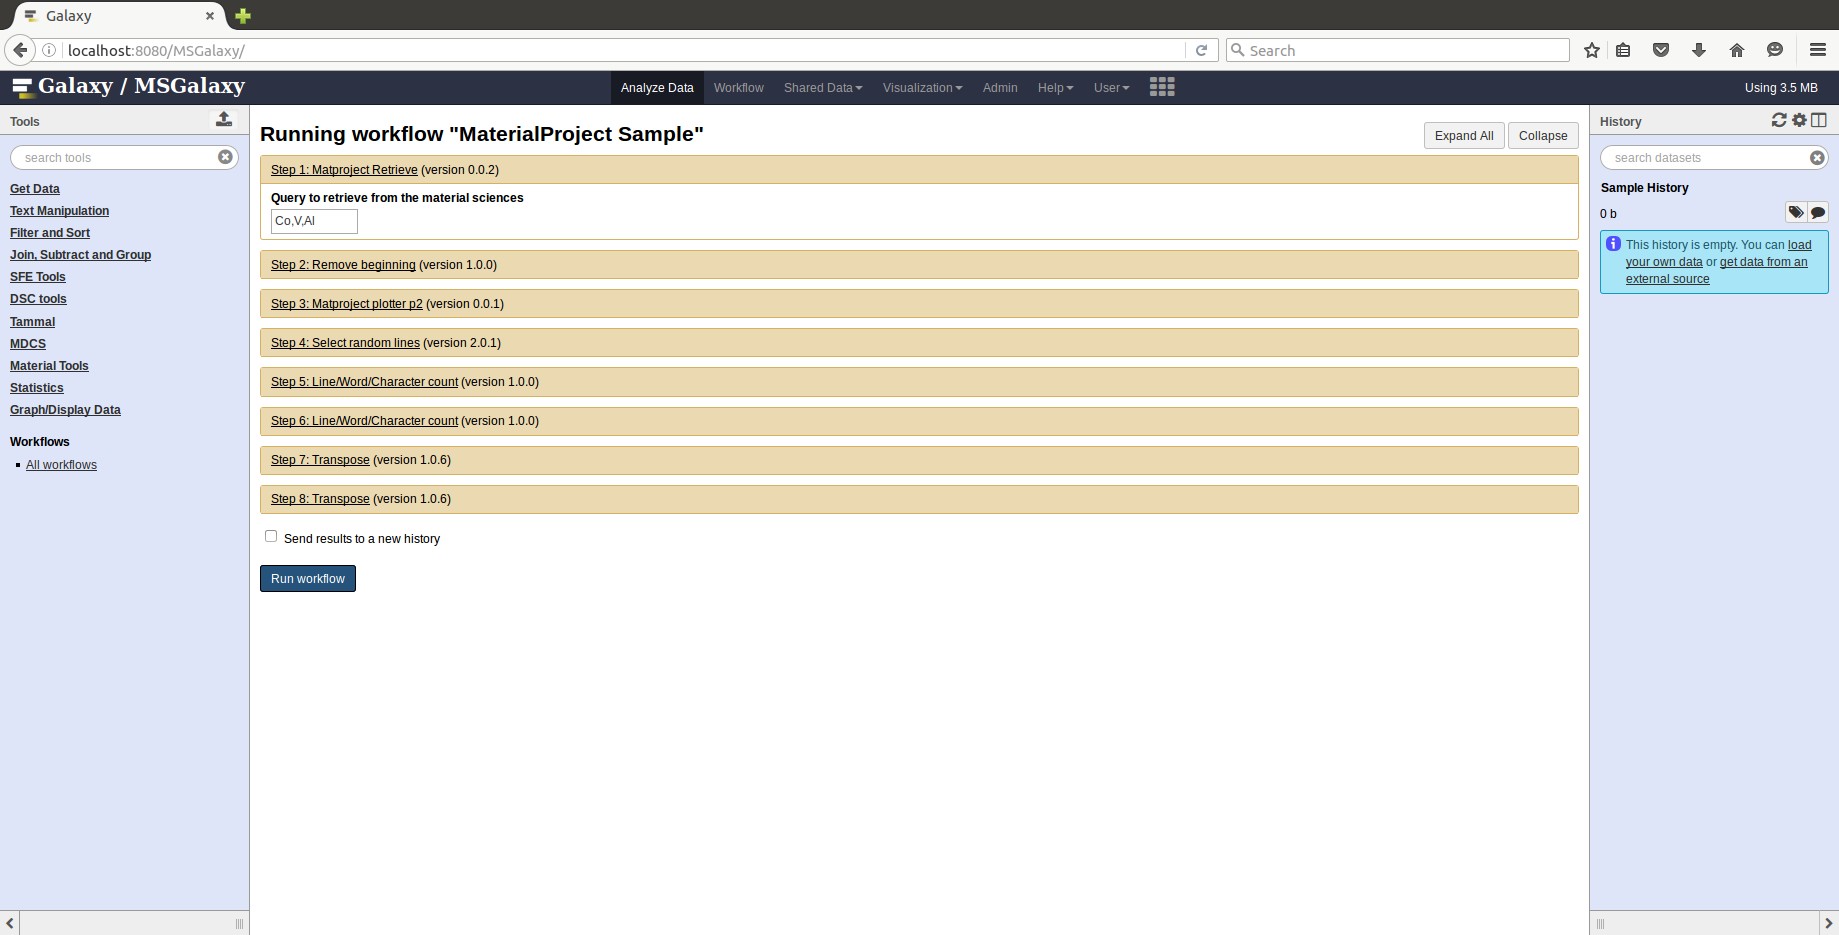 Galaxy
localhost:8080/MSGalaxy/
Search
Galaxy / MSGalaxy
Analyze Data
Workflow
Shared Data
Visualization
Admin
Help
User
Using 3.5 MB
Tools
search tools
Get Data
Text Manipulation
Filter and Sort
Join, Subtract and Group
SFE Tools
DSC tools
Tammal
MDCS
Material Tools
Statistics
Graph/Display Data
Workflows
All workflows
Running workflow "MaterialProject Sample"
Expand All
Collapse
Step 1: Matproject Retrieve (version 0.0.2)
Query to retrieve from the material sciences
Co,V,Al
Step 2: Remove beginning (version 1.0.0)
Step 3: Matproject plotter p2 (version 0.0.1)
Step 4: Select random lines (version 2.0.1)
Step 5: Line/Word/Character count (version 1.0.0)
Step 6: Line/Word/Character count (version 1.0.0)
Step 7: Transpose (version 1.0.6)
Step 8: Transpose (version 1.0.6)
Send results to a new history
Run workflow
History
search datasets
Sample History
0 b
This history is empty. You can load
your own data or get data from an
external source